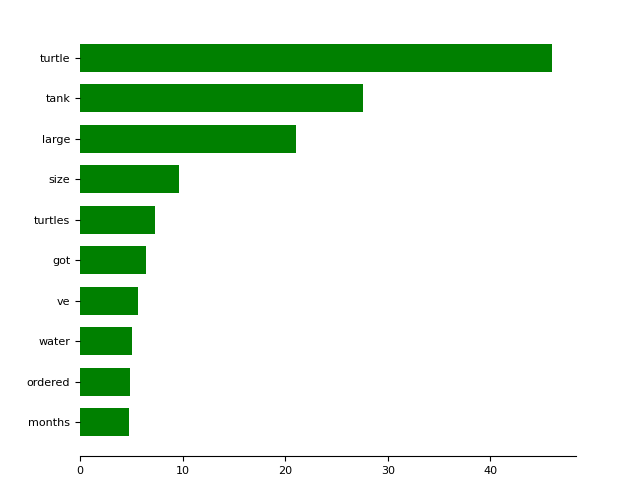 turtle
tank
large
size
turtles
got
ve
water
ordered
months
0 10 20 30 40